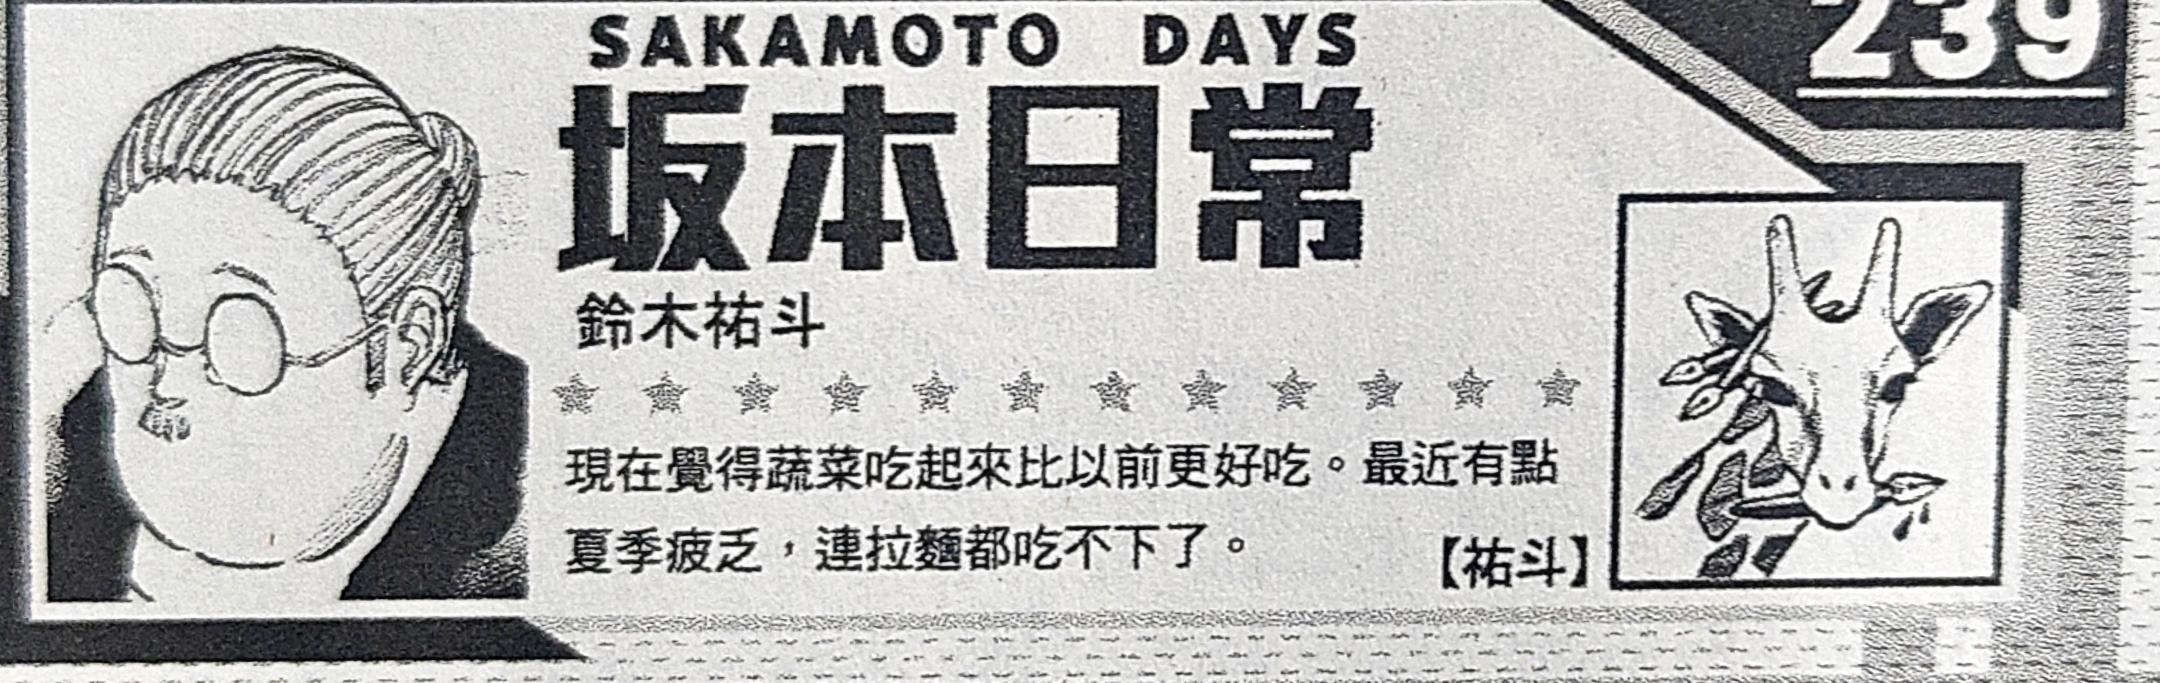 SAKAMOTO DAYS
239
坂本日常
鈴木祐斗
現在覺得蔬菜吃起來比以前更好吃。最近有點
夏季疲乏，連拉麵都吃不下了。
【祐斗】